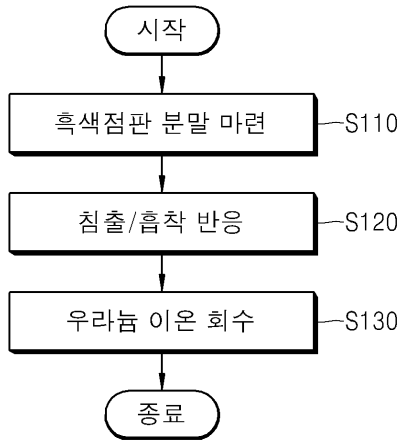 시작
흑색점판 분말 마련
S110
침출/흡착 반응
S120
우라늄 이온 회수
S130
종료